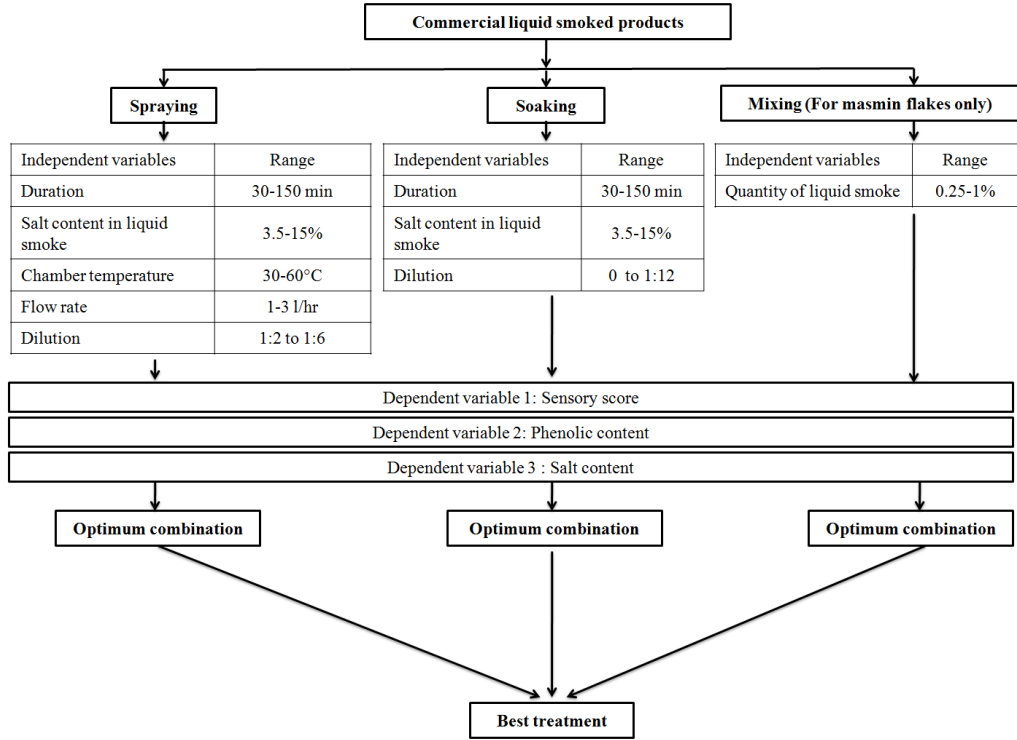 Commercial liquid smoked products
Spraying
Soaking
Mixing (For masmin flakes only)
Independent variables Range
Duration 30-150 min
Salt content in liquid
smoke 3.5-15%
Chamber temperature 30-60°C
Flow rate 1-3 l/hr
Dilution 1:2 to 1:6
Independent variables Range
Duration 30-150 min
Salt content in liquid
smoke 3.5-15%
Dilution 0 to 1:12
Independent variables Range
Quantity of liquid smoke 0.25-1%
Dependent variable 1: Sensory score
Dependent variable 2: Phenolic content
Dependent variable 3 : Salt content
Optimum combination
Optimum combination
Optimum combination
Best treatment